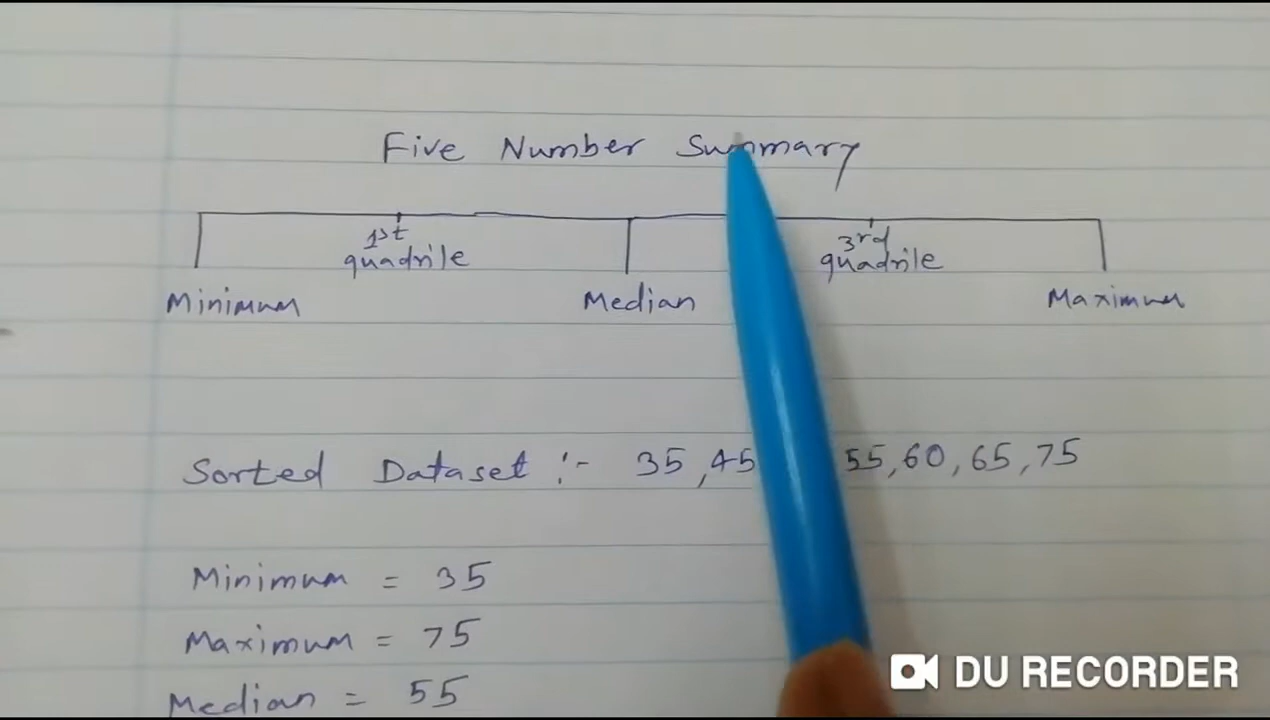 Five Number Summary
1st 3rd
quadrile quadrile
Minimum Median Maximum
Sorted Dataset :- 35, 45 55, 60, 65, 75
Minimum = 35
Maximum = 75
Median = 55
DU RECORDER